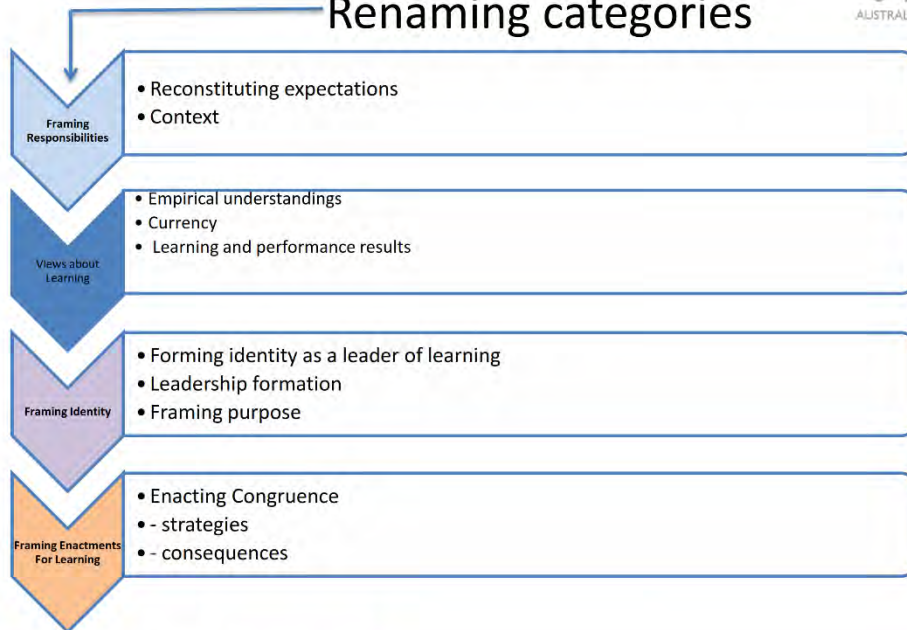 Renaming categories
AUSTRAL
Framing
Responsibilities
• Reconstituting expectations
• Context
Views about
Learning
• Empirical understandings
• Currency
• Learning and performance results
Framing Identity
• Forming identity as a leader of learning
• Leadership formation
• Framing purpose
Framing Enactments
For Learning
• Enacting Congruence
• - strategies
• - consequences